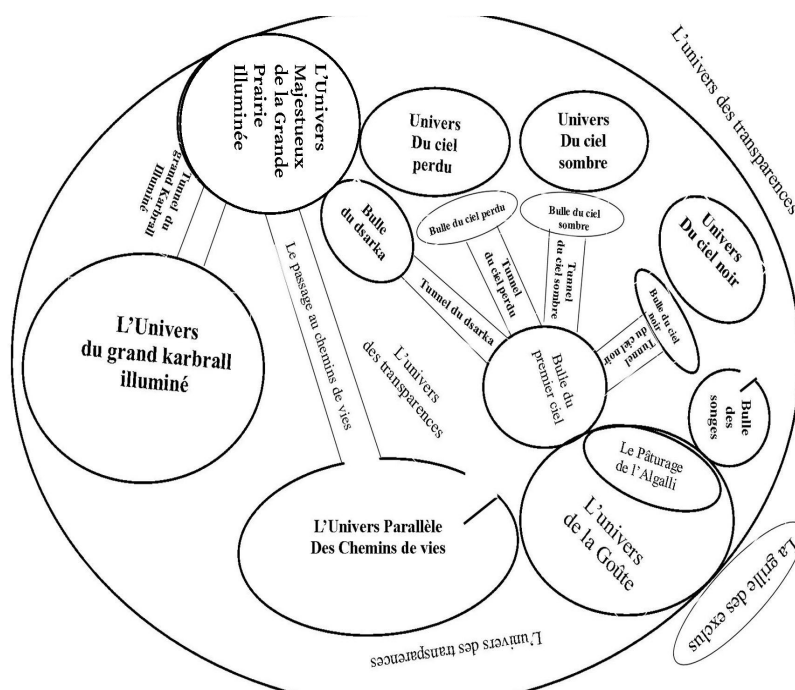 L'univers des transparences
L'Univers
Majestueux
de la Grande
Prairie
Illuminée
Univers
Du ciel
perdu
Univers
Du ciel
sombre
Tunnel du
grand Karbrall
Illuminé
Bulle
du dsarka
Bulle du ciel perdu
Bulle du ciel
sombre
Univers
Du ciel noir
Tunnel
du ciel perdu
Tunnel
du ciel sombre
Tunnel du dsarka
Bulle du ciel
noir
Tunnel
du ciel noir
Le passage au chemins de vies
L'Univers
du grand karbrall
illuminé
L'univers
des transparences
Bulle du
premier ciel
Bulle
des
songes
Le Pâturage
de l'Algalli
L'univers
de la Goûte
L'Univers Parallèle
Des Chemins de vies
La grille des exclus
L'univers des transparences